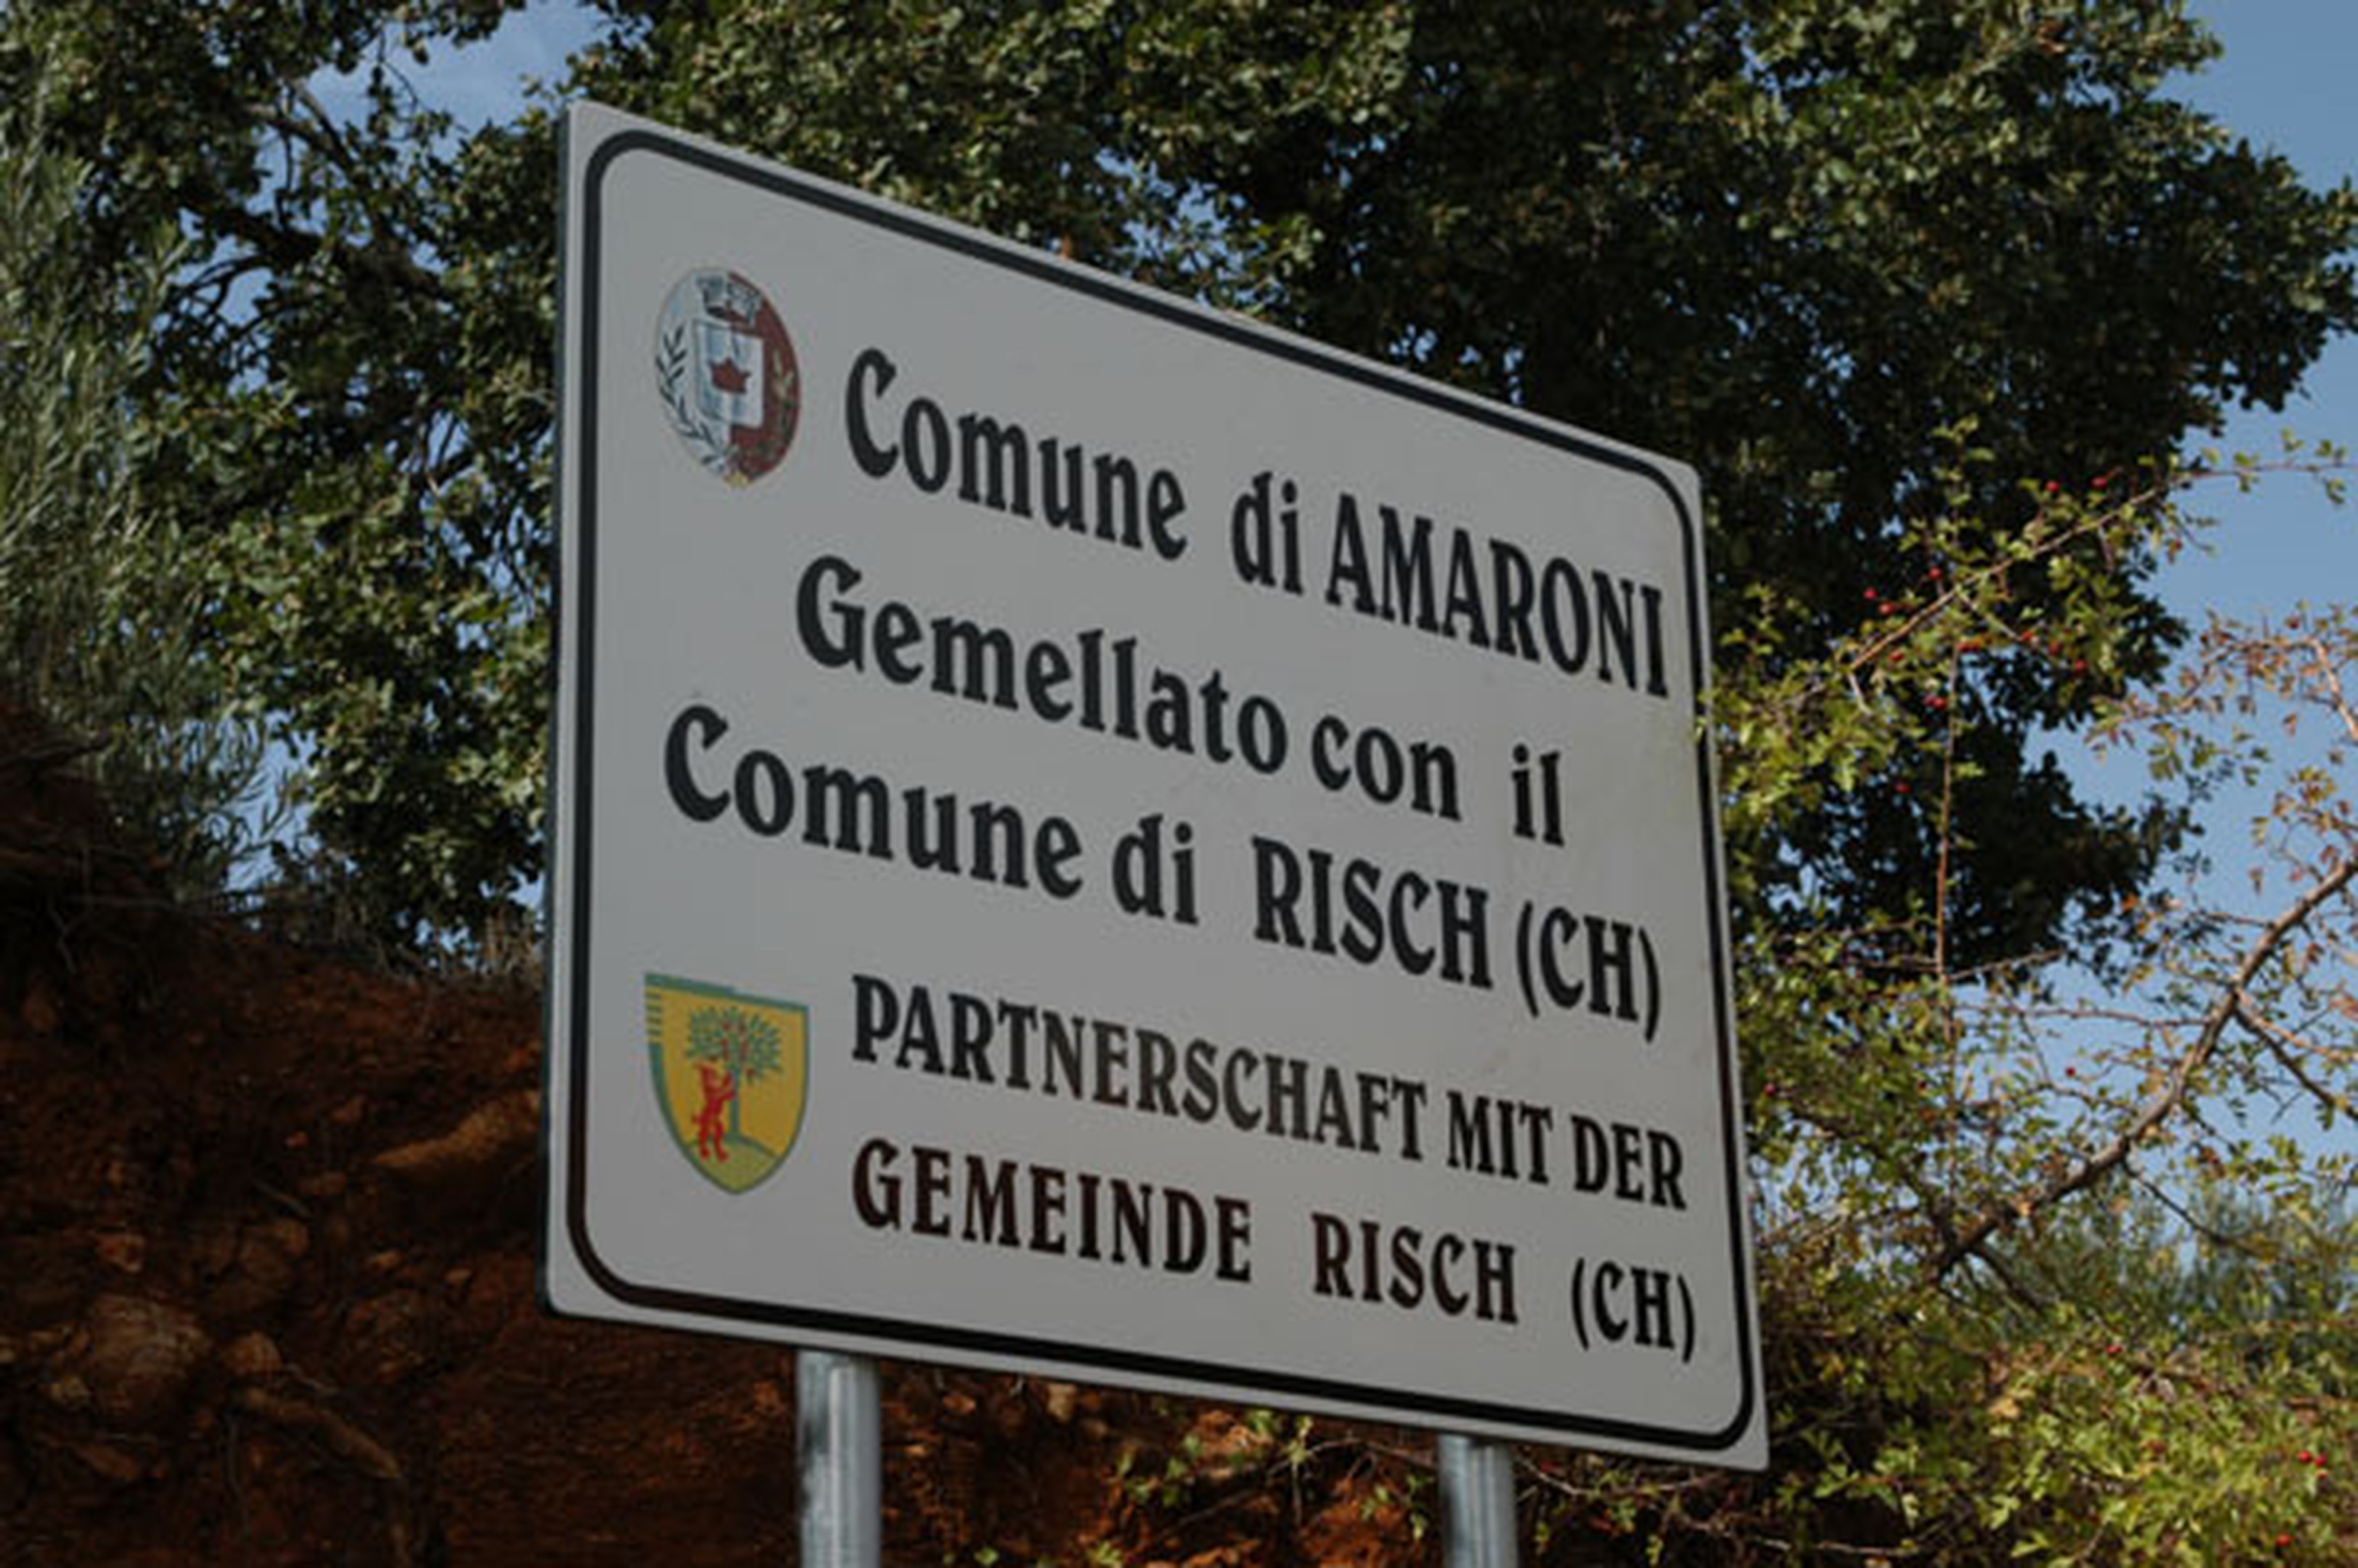 Comune di AMARONI
Gemellato con il
Comune di RISCH (CH)
PARTNERSCHAFT MIT DER
GEMEINDE RISCH (CH)